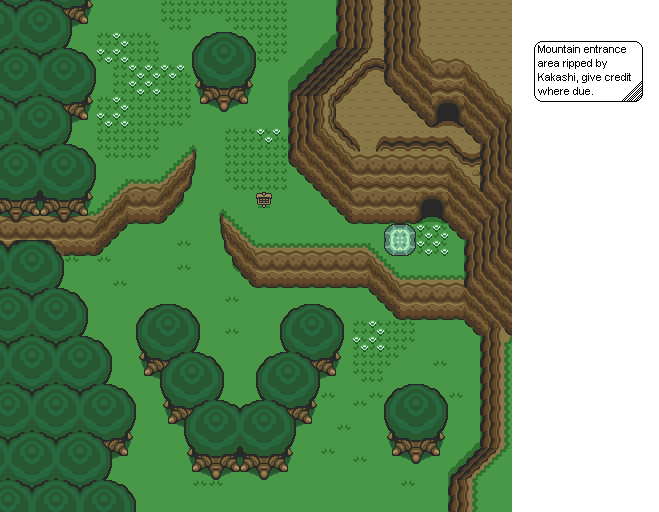 Mountain entrance
area ripped by
Kakashi, give credit
where due.